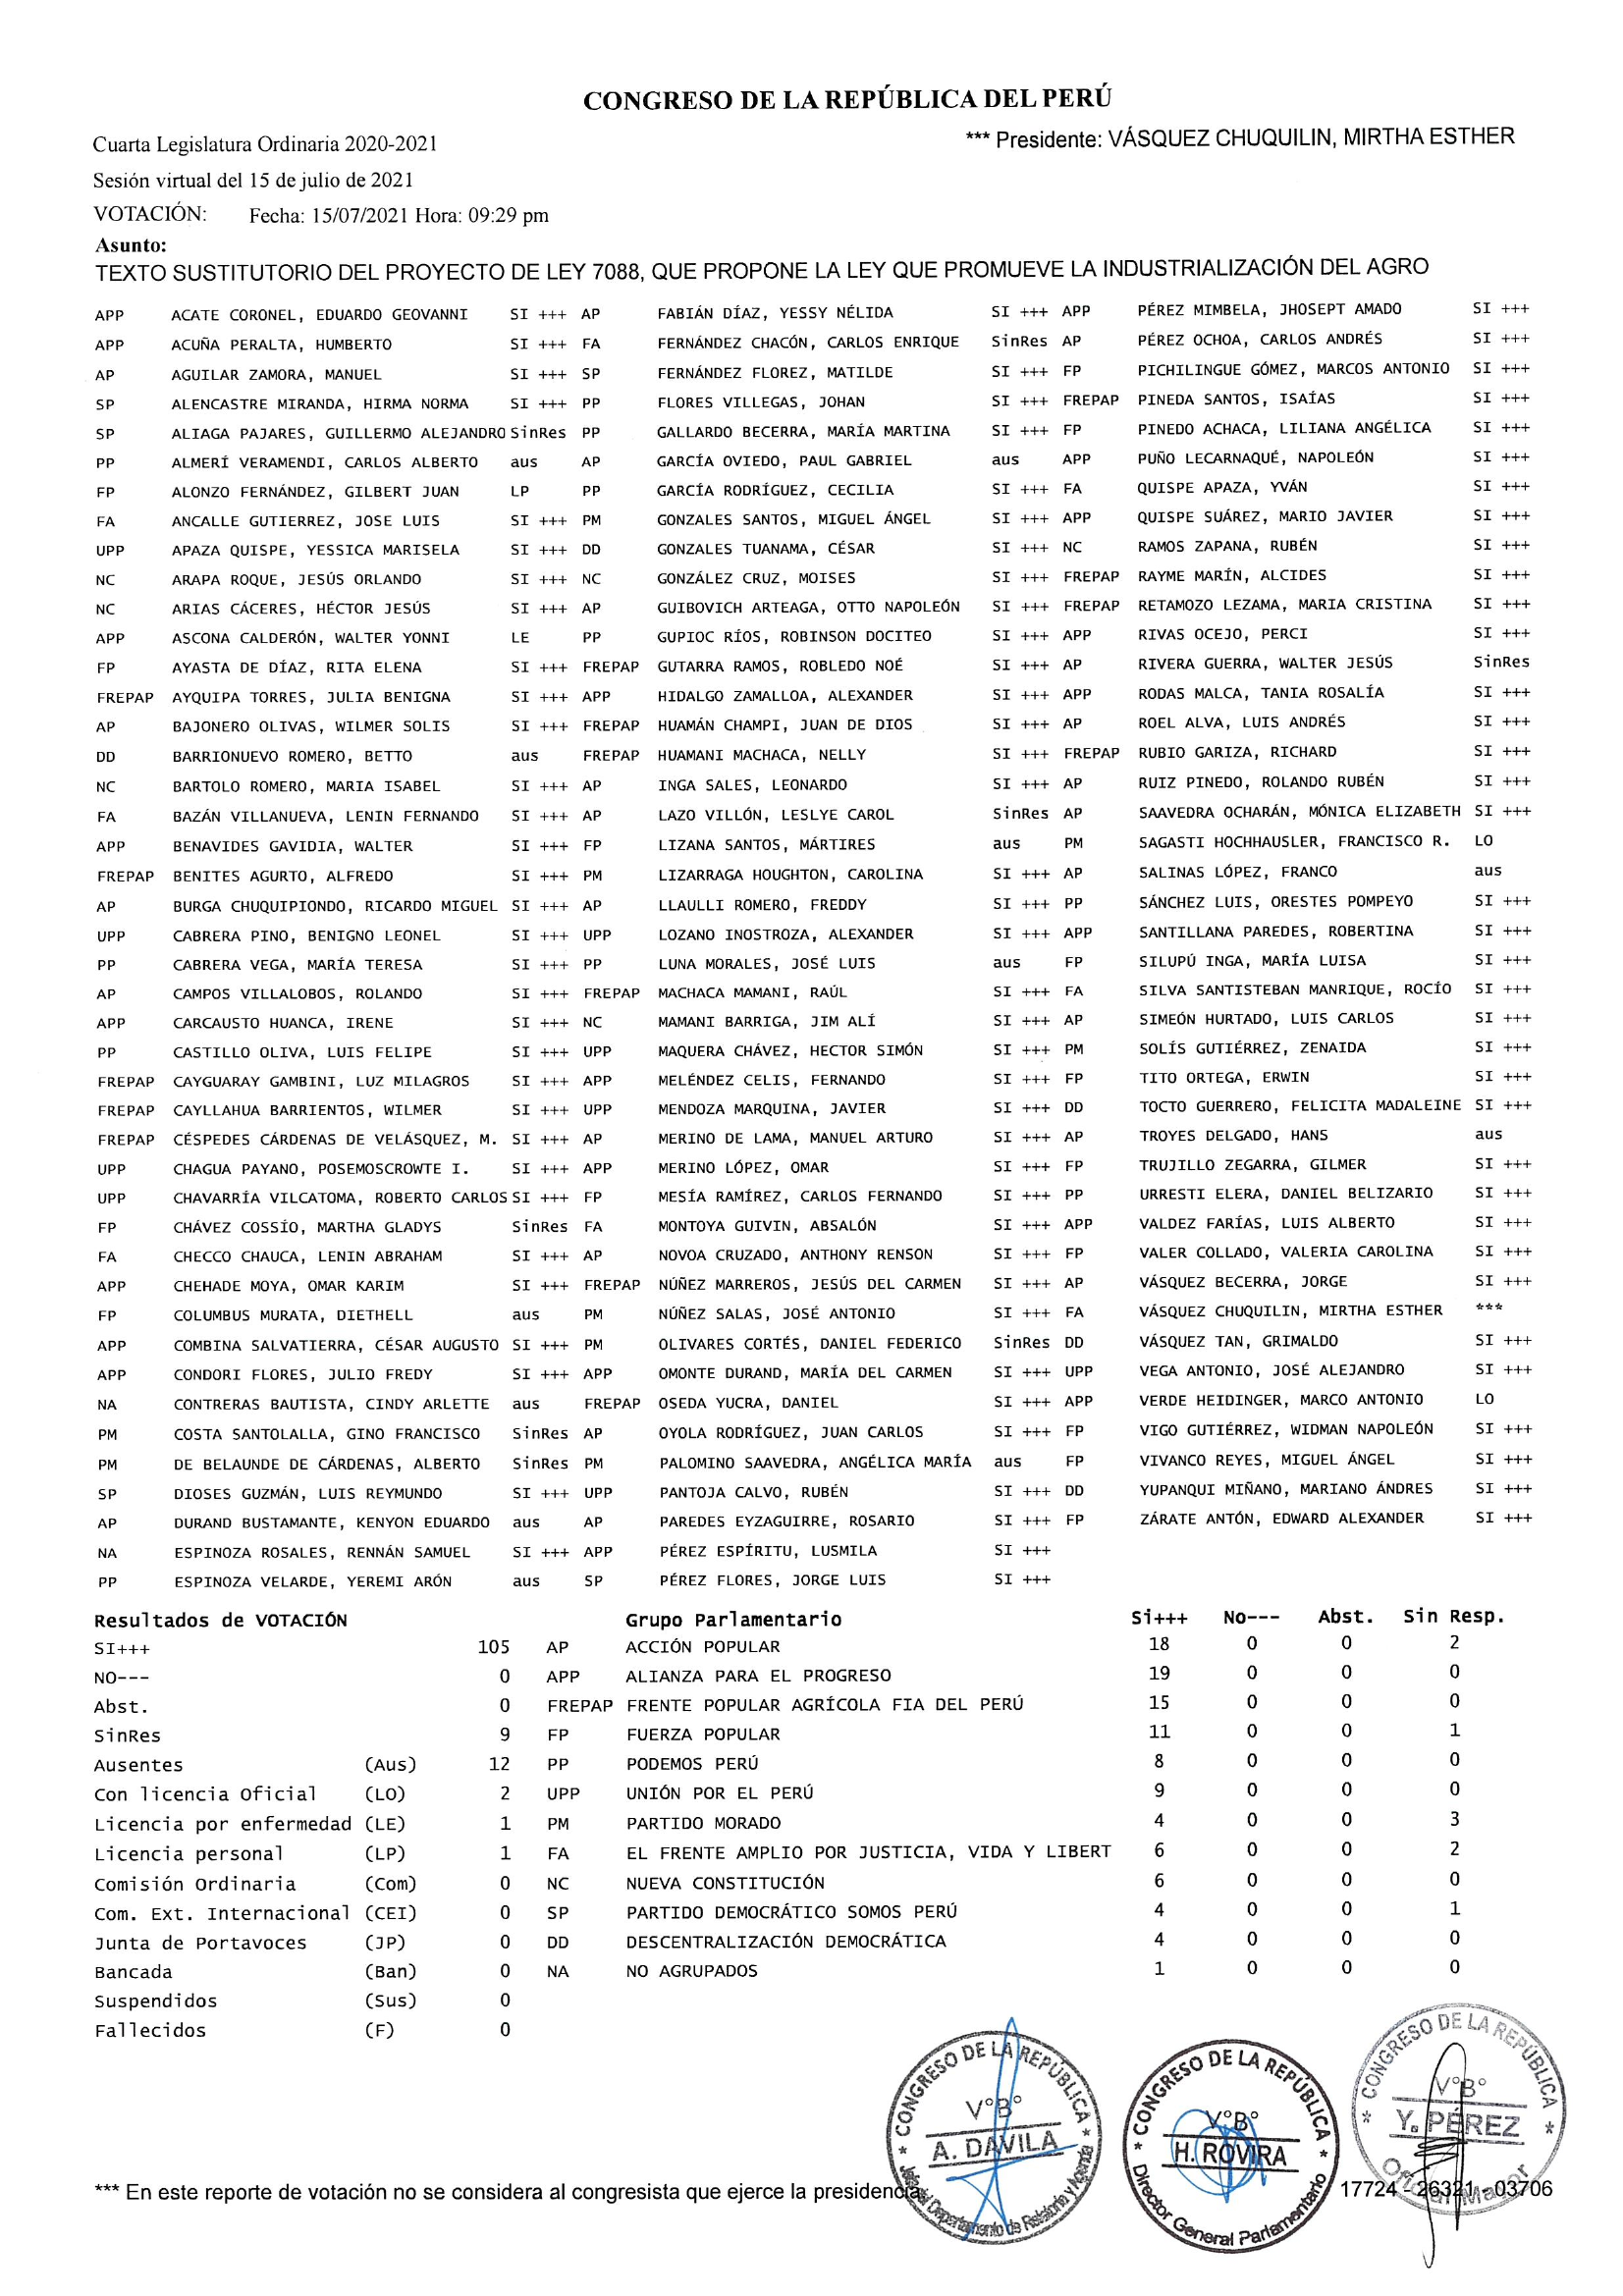 CONGRESO DE LA REPÚBLICA DEL PERÚ
Cuarta Legislatura Ordinaria 2020-2021
*** Presidente: VÁSQUEZ CHUQUILIN, MIRTHA ESTHER
Sesión virtual del 15 de julio de 2021
VOTACIÓN: Fecha: 15/07/2021 Hora: 09:29 pm
Asunto:
TEXTO SUSTITUTORIO DEL PROYECTO DE LEY 7088, QUE PROPONE LA LEY QUE PROMUEVE LA INDUSTRIALIZACIÓN DEL AGRO
APP ACATE CORONEL, EDUARDO GEOVANNI SI +++ AP FABIÁN DÍAZ, YESSY NÉLIDA SI +++ APP PÉREZ MIMBELA, JHOSEPT AMADO SI +++
APP ACUÑA PERALTA, HUMBERTO SI +++ FA FERNÁNDEZ CHACÓN, CARLOS ENRIQUE SinRes AP PÉREZ OCHOA, CARLOS ANDRÉS SI +++
AP AGUILAR ZAMORA, MANUEL SI +++ SP FERNÁNDEZ FLOREZ, MATILDE SI +++ FP PICHILINGUE GÓMEZ, MARCOS ANTONIO SI +++
SP ALENCASTRE MIRANDA, HIRMA NORMA SI +++ PP FLORES VILLEGAS, JOHAN SI +++ FREPAP PINEDA SANTOS, ISAÍAS SI +++
SP ALIAGA PAJARES, GUILLERMO ALEJANDRO SinRes PP GALLARDO BECERRA, MARÍA MARTINA SI +++ FP PINEDO ACHACA, LILIANA ANGÉLICA SI +++
PP ALMERÍ VERAMENDI, CARLOS ALBERTO aus AP GARCÍA OVIEDO, PAUL GABRIEL aus APP PUÑO LECARNAQUÉ, NAPOLEÓN SI +++
FP ALONZO FERNÁNDEZ, GILBERT JUAN LP PP GARCÍA RODRÍGUEZ, CECILIA SI +++ FA QUISPE APAZA, YVÁN SI +++
FA ANCALLE GUTIERREZ, JOSE LUIS SI +++ PM GONZALES SANTOS, MIGUEL ÁNGEL SI +++ APP QUISPE SUÁREZ, MARIO JAVIER SI +++
UPP APAZA QUISPE, YESSICA MARISELA SI +++ DD GONZALES TUANAMA, CÉSAR SI +++ NC RAMOS ZAPANA, RUBÉN SI +++
NC ARAPA ROQUE, JESÚS ORLANDO SI +++ NC GONZÁLEZ CRUZ, MOISES SI +++ FREPAP RAYME MARÍN, ALCIDES SI +++
NC ARIAS CÁCERES, HÉCTOR JESÚS SI +++ AP GUIBOVICH ARTEAGA, OTTO NAPOLEÓN SI +++ FREPAP RETAMOZO LEZAMA, MARIA CRISTINA SI +++
APP ASCONA CALDERÓN, WALTER YONNI LE PP GUPIOC RÍOS, ROBINSON DOCITEO SI +++ APP RIVAS OCEJO, PERCI SI +++
FP AYASTA DE DÍAZ, RITA ELENA SI +++ FREPAP GUTARRA RAMOS, ROBLEDO NOÉ SI +++ AP RIVERA GUERRA, WALTER JESÚS SinRes
FREPAP AYQUIPA TORRES, JULIA BENIGNA SI +++ APP HIDALGO ZAMALLOA, ALEXANDER SI +++ APP RODAS MALCA, TANIA ROSALÍA SI +++
AP BAJONERO OLIVAS, WILMER SOLIS SI +++ FREPAP HUAMÁN CHAMPI, JUAN DE DIOS SI +++ AP ROEL ALVA, LUIS ANDRÉS SI +++
DD BARRIONUEVO ROMERO, BETTO aus FREPAP HUAMANI MACHACA, NELLY SI +++ FREPAP RUBIO GARIZA, RICHARD SI +++
NC BARTOLO ROMERO, MARIA ISABEL SI +++ AP INGA SALES, LEONARDO SI +++ AP RUIZ PINEDO, ROLANDO RUBÉN SI +++
FA BAZÁN VILLANUEVA, LENIN FERNANDO SI +++ AP LAZO VILLÓN, LESLYE CAROL SinRes AP SAAVEDRA OCHARÁN, MÓNICA ELIZABETH SI +++
APP BENAVIDES GAVIDIA, WALTER SI +++ FP LIZANA SANTOS, MÁRTIRES aus PM SAGASTI HOCHHAUSLER, FRANCISCO R. LO
FREPAP BENITES AGURTO, ALFREDO SI +++ PM LIZARRAGA HOUGHTON, CAROLINA SI +++ AP SALINAS LÓPEZ, FRANCO aus
AP BURGA CHUQUIPIONDO, RICARDO MIGUEL SI +++ AP LLAULLI ROMERO, FREDDY SI +++ PP SÁNCHEZ LUIS, ORESTES POMPEYO SI +++
UPP CABRERA PINO, BENIGNO LEONEL SI +++ UPP LOZANO INOSTROZA, ALEXANDER SI +++ APP SANTILLANA PAREDES, ROBERTINA SI +++
PP CABRERA VEGA, MARÍA TERESA SI +++ PP LUNA MORALES, JOSÉ LUIS aus FP SILUPÚ INGA, MARÍA LUISA SI +++
AP CAMPOS VILLALOBOS, ROLANDO SI +++ FREPAP MACHACA MAMANI, RAÚL SI +++ FA SILVA SANTISTEBAN MANRIQUE, ROCÍO SI +++
APP CARCAUSTO HUANCA, IRENE SI +++ NC MAMANI BARRIGA, JIM ALÍ SI +++ AP SIMEÓN HURTADO, LUIS CARLOS SI +++
PP CASTILLO OLIVA, LUIS FELIPE SI +++ UPP MAQUERA CHÁVEZ, HECTOR SIMÓN SI +++ PM SOLÍS GUTIÉRREZ, ZENAIDA SI +++
FREPAP CAYGUARAY GAMBINI, LUZ MILAGROS SI +++ APP MELÉNDEZ CELIS, FERNANDO SI +++ FP TITO ORTEGA, ERWIN SI +++
FREPAP CAYLLAHUA BARRIENTOS, WILMER SI +++ UPP MENDOZA MARQUINA, JAVIER SI +++ DD TOCTO GUERRERO, FELICITA MADALEINE SI +++
FREPAP CÉSPEDES CÁRDENAS DE VELÁSQUEZ, M. SI +++ AP MERINO DE LAMA, MANUEL ARTURO SI +++ AP TROYES DELGADO, HANS aus
UPP CHAGUA PAYANO, POSEMOSCROWTE I. SI +++ APP MERINO LÓPEZ, OMAR SI +++ FP TRUJILLO ZEGARRA, GILMER SI +++
UPP CHAVARRÍA VILCATOMA, ROBERTO CARLOS SI +++ FP MESÍA RAMÍREZ, CARLOS FERNANDO SI +++ PP URRESTI ELERA, DANIEL BELIZARIO SI +++
FP CHÁVEZ COSSÍO, MARTHA GLADYS SinRes FA MONTOYA GUIVIN, ABSALÓN SI +++ APP VALDEZ FARÍAS, LUIS ALBERTO SI +++
FA CHECCO CHAUCA, LENIN ABRAHAM SI +++ AP NOVOA CRUZADO, ANTHONY RENSON SI +++ FP VALER COLLADO, VALERIA CAROLINA SI +++
APP CHEHADE MOYA, OMAR KARIM SI +++ FREPAP NÚÑEZ MARREROS, JESÚS DEL CARMEN SI +++ AP VÁSQUEZ BECERRA, JORGE SI +++
FP COLUMBUS MURATA, DIETHELL aus PM NÚÑEZ SALAS, JOSÉ ANTONIO SI +++ FA VÁSQUEZ CHUQUILIN, MIRTHA ESTHER ***
APP COMBINA SALVATIERRA, CÉSAR AUGUSTO SI +++ PM OLIVARES CORTÉS, DANIEL FEDERICO SinRes DD VÁSQUEZ TAN, GRIMALDO SI +++
APP CONDORI FLORES, JULIO FREDY SI +++ APP OMONTE DURAND, MARÍA DEL CARMEN SI +++ UPP VEGA ANTONIO, JOSÉ ALEJANDRO SI +++
NA CONTRERAS BAUTISTA, CINDY ARLETTE aus FREPAP OSEDA YUCRA, DANIEL SI +++ APP VERDE HEIDINGER, MARCO ANTONIO LO
PM COSTA SANTOLALLA, GINO FRANCISCO SinRes AP OYOLA RODRÍGUEZ, JUAN CARLOS SI +++ FP VIGO GUTIÉRREZ, WIDMAN NAPOLEÓN SI +++
PM DE BELAUNDE DE CÁRDENAS, ALBERTO SinRes PM PALOMINO SAAVEDRA, ANGÉLICA MARÍA aus FP VIVANCO REYES, MIGUEL ÁNGEL SI +++
SP DIOSES GUZMÁN, LUIS REYMUNDO SI +++ UPP PANTOJA CALVO, RUBÉN SI +++ DD YUPANQUI MIÑANO, MARIANO ÁNDRES SI +++
AP DURAND BUSTAMANTE, KENYON EDUARDO aus AP PAREDES EYZAGUIRRE, ROSARIO SI +++ FP ZÁRATE ANTÓN, EDWARD ALEXANDER SI +++
NA ESPINOZA ROSALES, RENNÁN SAMUEL SI +++ APP PÉREZ ESPÍRITU, LUSMILA SI +++
PP ESPINOZA VELARDE, YEREMI ARÓN aus SP PÉREZ FLORES, JORGE LUIS SI +++
Resultados de VOTACIÓN Grupo Parlamentario Si+++ No--- Abst. Sin Resp.
SI+++ 105 AP ACCIÓN POPULAR 18 0 0 2
NO--- 0 APP ALIANZA PARA EL PROGRESO 19 0 0 0
Abst. 0 FREPAP FRENTE POPULAR AGRÍCOLA FIA DEL PERÚ 15 0 0 0
SinRes 9 FP FUERZA POPULAR 11 0 0 1
Ausentes (Aus) 12 PP PODEMOS PERÚ 8 0 0 0
Con licencia Oficial (LO) 2 UPP UNIÓN POR EL PERÚ 9 0 0 0
Licencia por enfermedad (LE) 1 PM PARTIDO MORADO 4 0 0 3
Licencia personal (LP) 1 FA EL FRENTE AMPLIO POR JUSTICIA, VIDA Y LIBERT 6 0 0 2
Comisión Ordinaria (Com) 0 NC NUEVA CONSTITUCIÓN 6 0 0 0
Com. Ext. Internacional (CEI) 0 SP PARTIDO DEMOCRÁTICO SOMOS PERÚ 4 0 0 1
Junta de Portavoces (JP) 0 DD DESCENTRALIZACIÓN DEMOCRÁTICA 4 0 0 0
Bancada (Ban) 0 NA NO AGRUPADOS 1 0 0 0
Suspendidos (Sus) 0
Fallecidos (F) 0
* CONGRESO DE LA REPÚBLICA *
V°B°
A. DAVILA
Jefe del Departamento de Relatoría y Agenda
* CONGRESO DE LA REPÚBLICA *
V°B°
H. ROVIRA
Director General Parlamentario
* CONGRESO DE LA REPÚBLICA *
V°B°
Y. PÉREZ
Oficial Mayor
*** En este reporte de votación no se considera al congresista que ejerce la presidencia
17724 - 26321 - 03706